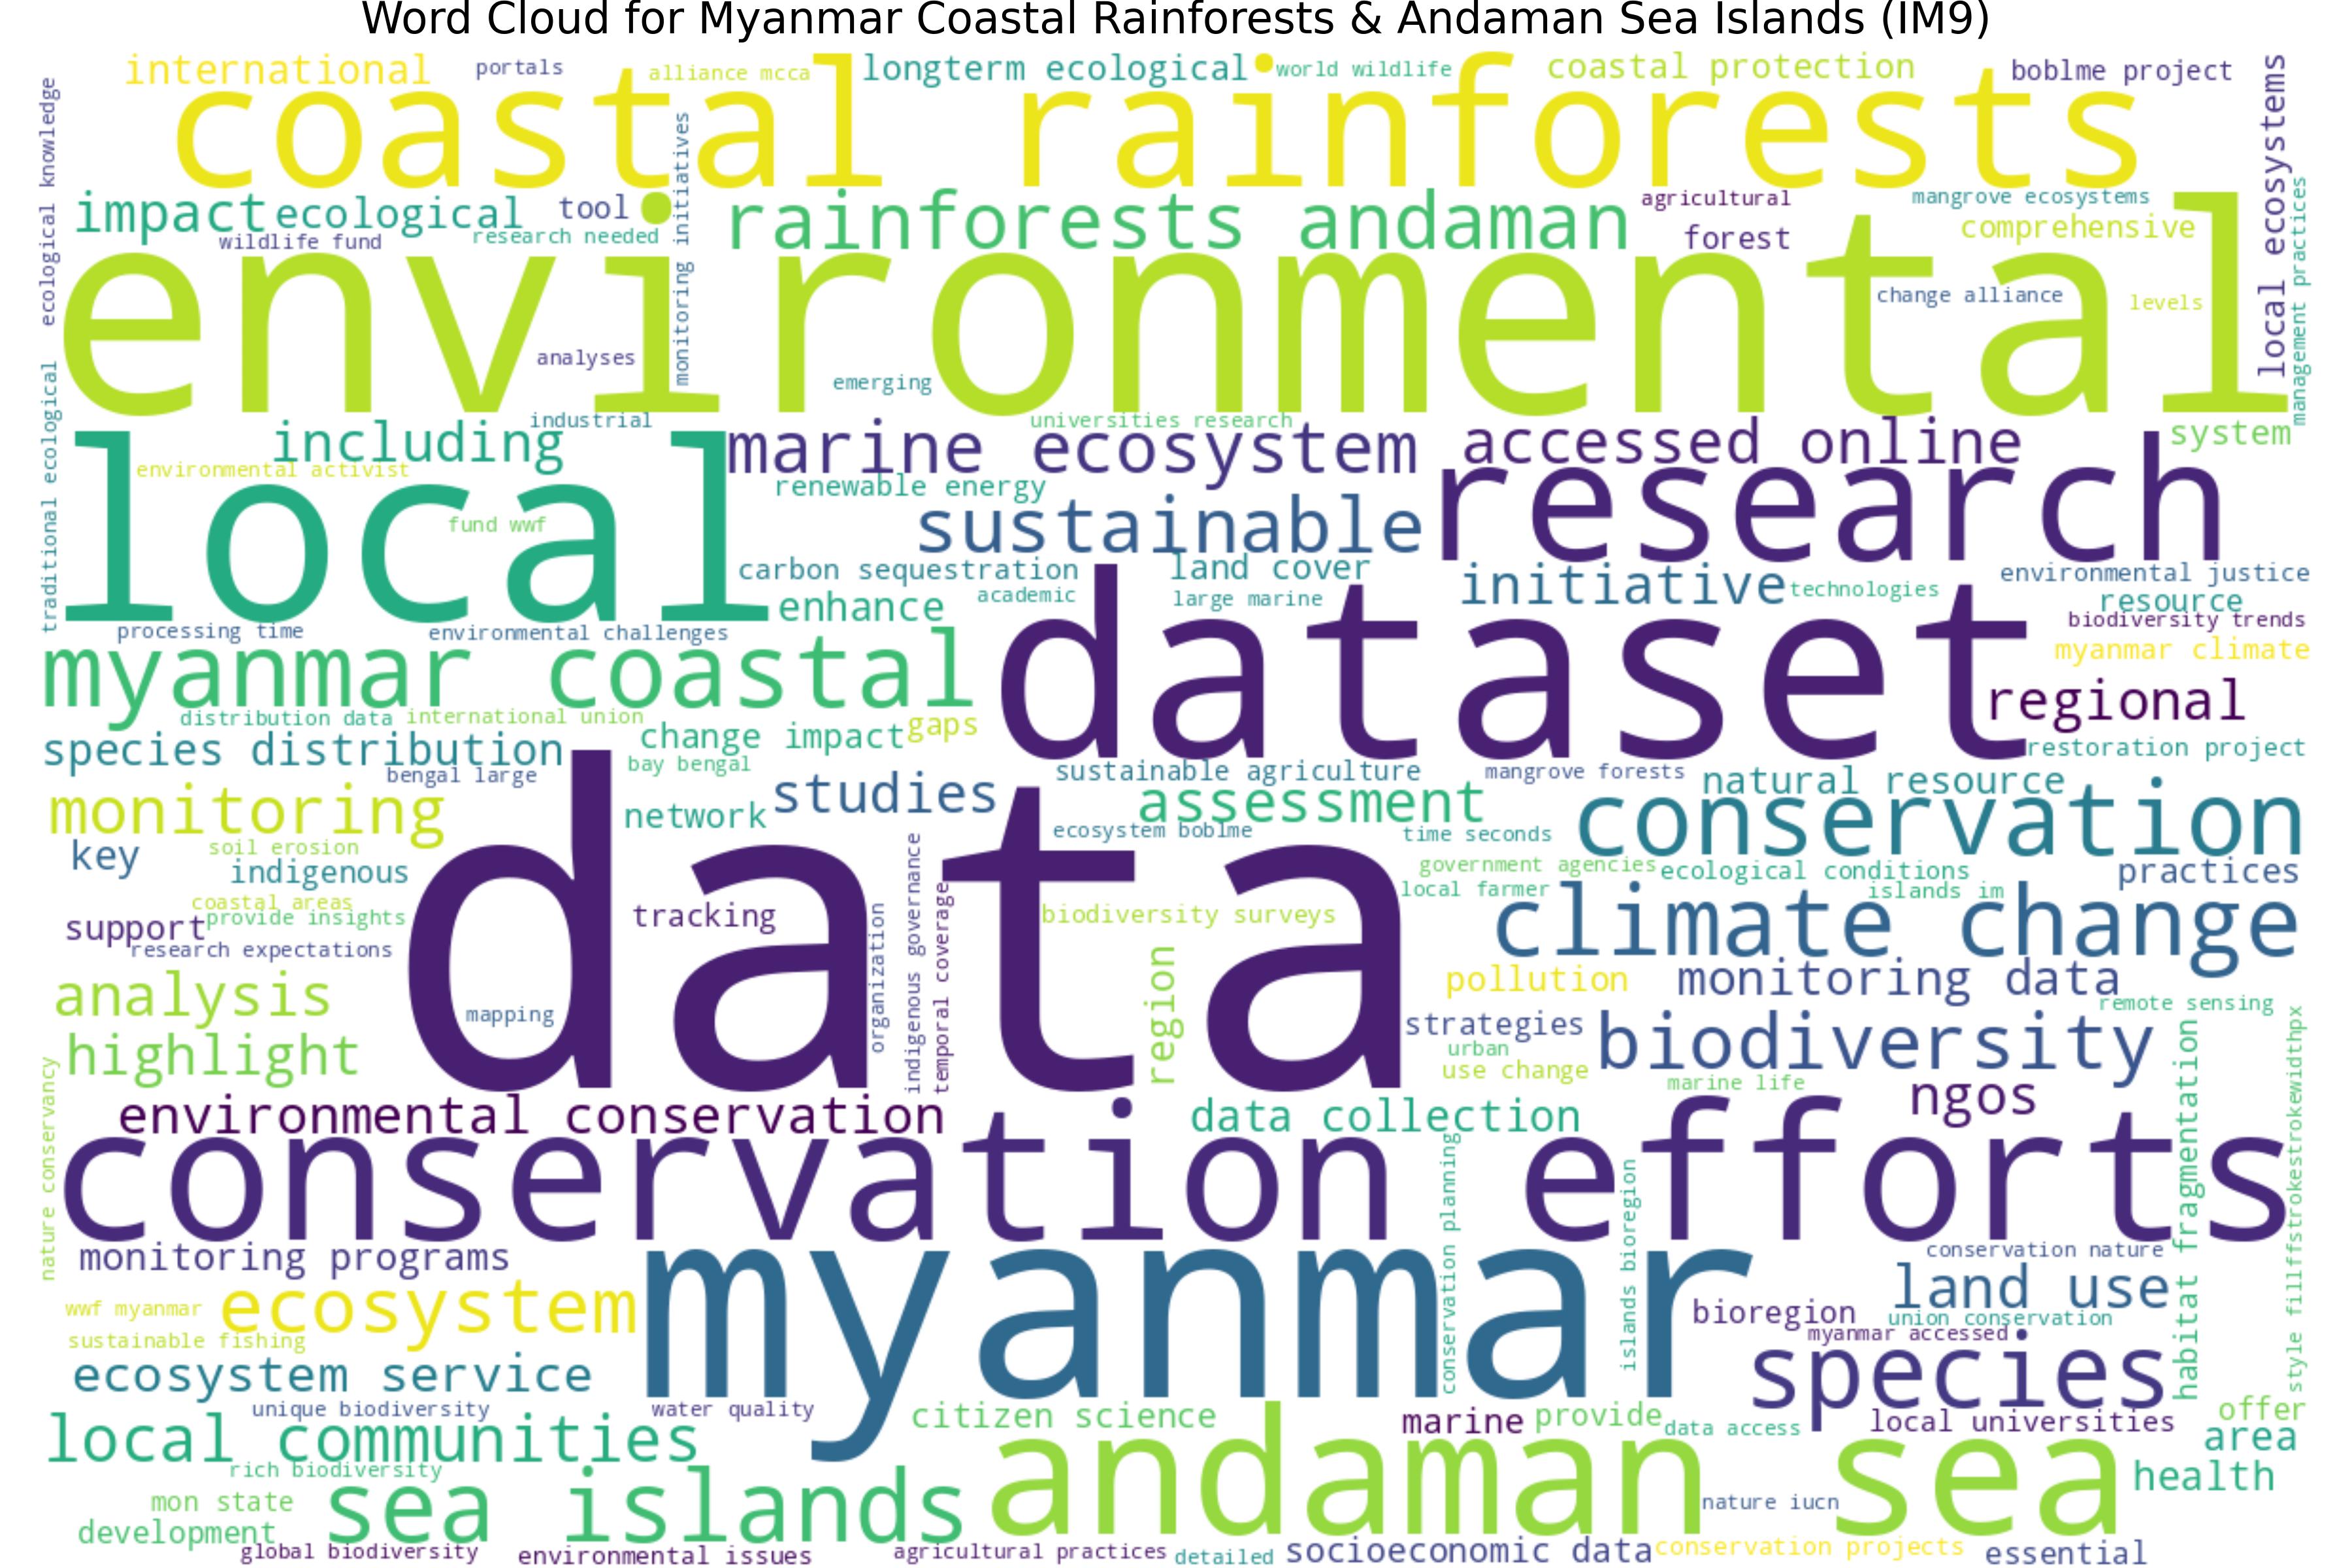 Word Cloud for Myanmar Coastal Rainforests & Andaman Sea Islands (IM9)
international
portals
alliance mcca
longterm ecological
world wildlife
coastal protection
boblme project
coastal rainforests
ecological knowledge
monitoring initiatives
local ecosystems
management practices
impact
ecological
tool
wildlife fund
research needed
rainforests andaman
agricultural
forest
mangrove ecosystems
comprehensive
environmental
change alliance
levels
analyses
emerging
traditional ecological
industrial
including
environmental activist
universities research
marine ecosystem
accessed online
system
local
renewable energy
research
fund wwf
sustainable
carbon sequestration
land cover
initiative
technologies
environmental justice
enhance
academic
large marine
resource
biodiversity trends
processing time
environmental challenges
dataset
myanmar climate
myanmar coastal
regional
distribution data
international union
change impact
gaps
species distribution
restoration project
bengal large
bay bengal
sustainable agriculture
mangrove forests
natural resource
monitoring
studies
assessment
conservation
network
ecosystem boblme
time seconds
key
soil erosion
indigenous
government agencies
ecological conditions
practices
data
coastal areas
local farmer
islands im
support
provide insights
tracking
biodiversity surveys
climate change
research expectations
organization
indigenous governance
temporal coverage
region
pollution
monitoring data
analysis
mapping
remote sensing
strategies
biodiversity
highlight
urban
use change
marine life
habitat fragmentation
style fillffstrokestrokewidthpx
nature conservancy
environmental conservation
data collection
ngos
conservation efforts
conservation planning
islands bioregion
monitoring programs
conservation nature
myanmar
land use
wwf myanmar
ecosystem
bioregion
union conservation
sustainable fishing
myanmar accessed
ecosystem service
species
unique biodiversity
water quality
citizen science
marine
provide
data access
local universities
offer
local communities
area
rich biodiversity
andaman sea
health
mon state
sea islands
nature iucn
development
global biodiversity
environmental issues
agricultural practices
detailed
socioeconomic data
conservation projects
essential